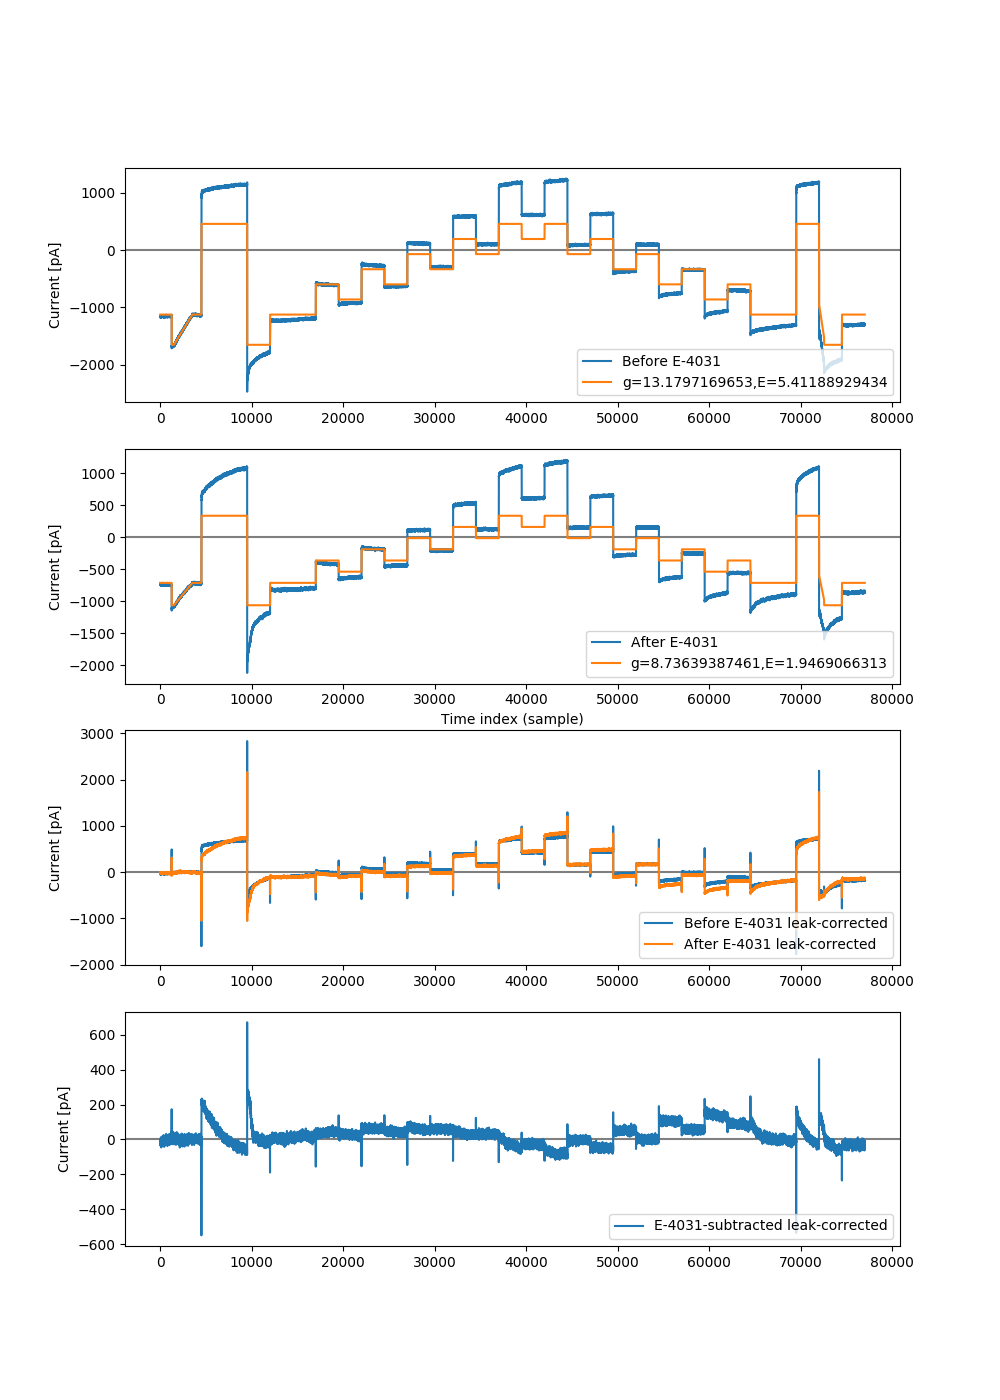 1000
0
−1000
−2000
Current [pA]
Before E-4031
g=13.1797169653,E=5.41188929434
0 10000 20000 30000 40000 50000 60000 70000 80000
1000
500
0
−500
−1000
−1500
−2000
Current [pA]
After E-4031
g=8.73639387461,E=1.9469066313
0 10000 20000 30000 40000 50000 60000 70000 80000
Time index (sample)
3000
2000
1000
0
−1000
−2000
Current [pA]
Before E-4031 leak-corrected
After E-4031 leak-corrected
0 10000 20000 30000 40000 50000 60000 70000 80000
600
400
200
0
−200
−400
−600
Current [pA]
E-4031-subtracted leak-corrected
0 10000 20000 30000 40000 50000 60000 70000 80000